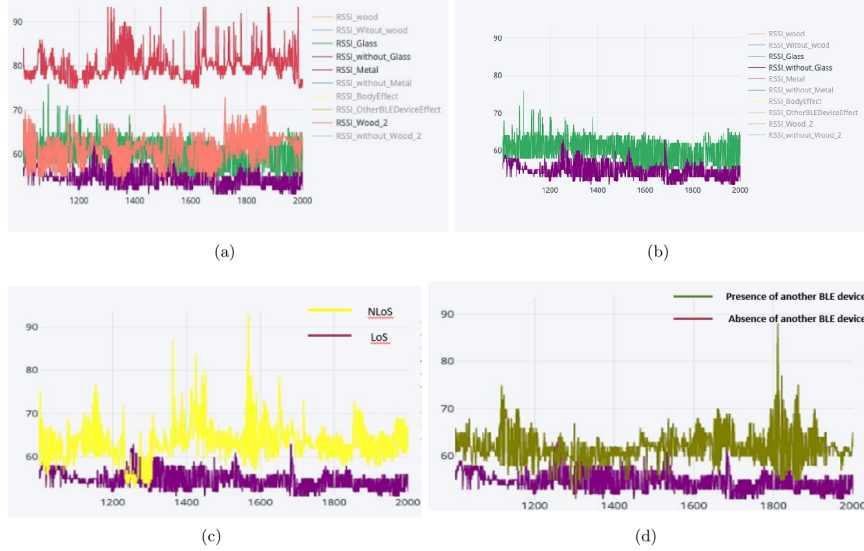 90
80
70
60
1200
1400
1600
1800
2000
RSSI_wood
RSSI_Witout_wood
RSSI_Glass
RSSI_without_Glass
RSSI_Metal
RSSI_without_Metal
RSSI_BodyEffect
RSSI_OtherBLEDeviceEffect
RSSI_Wood_2
RSSI_without_Wood_2
(a)
90
80
70
60
1200
1400
1600
1800
2000
RSSI_wood
RSSI_Witout_wood
RSSI_Glass
RSSI_without_Glass
RSSI_Metal
RSSI_without_Metal
RSSI_BodyEffect
RSSI_OtherBLEDeviceEffect
RSSI_Wood_2
RSSI_without_Wood_2
(b)
NLoS
LoS
90
80
70
60
1200
1400
1600
1800
2000
(c)
Presence of another BLE device
Absence of another BLE device
90
80
70
60
1200
1400
1600
1800
2000
(d)